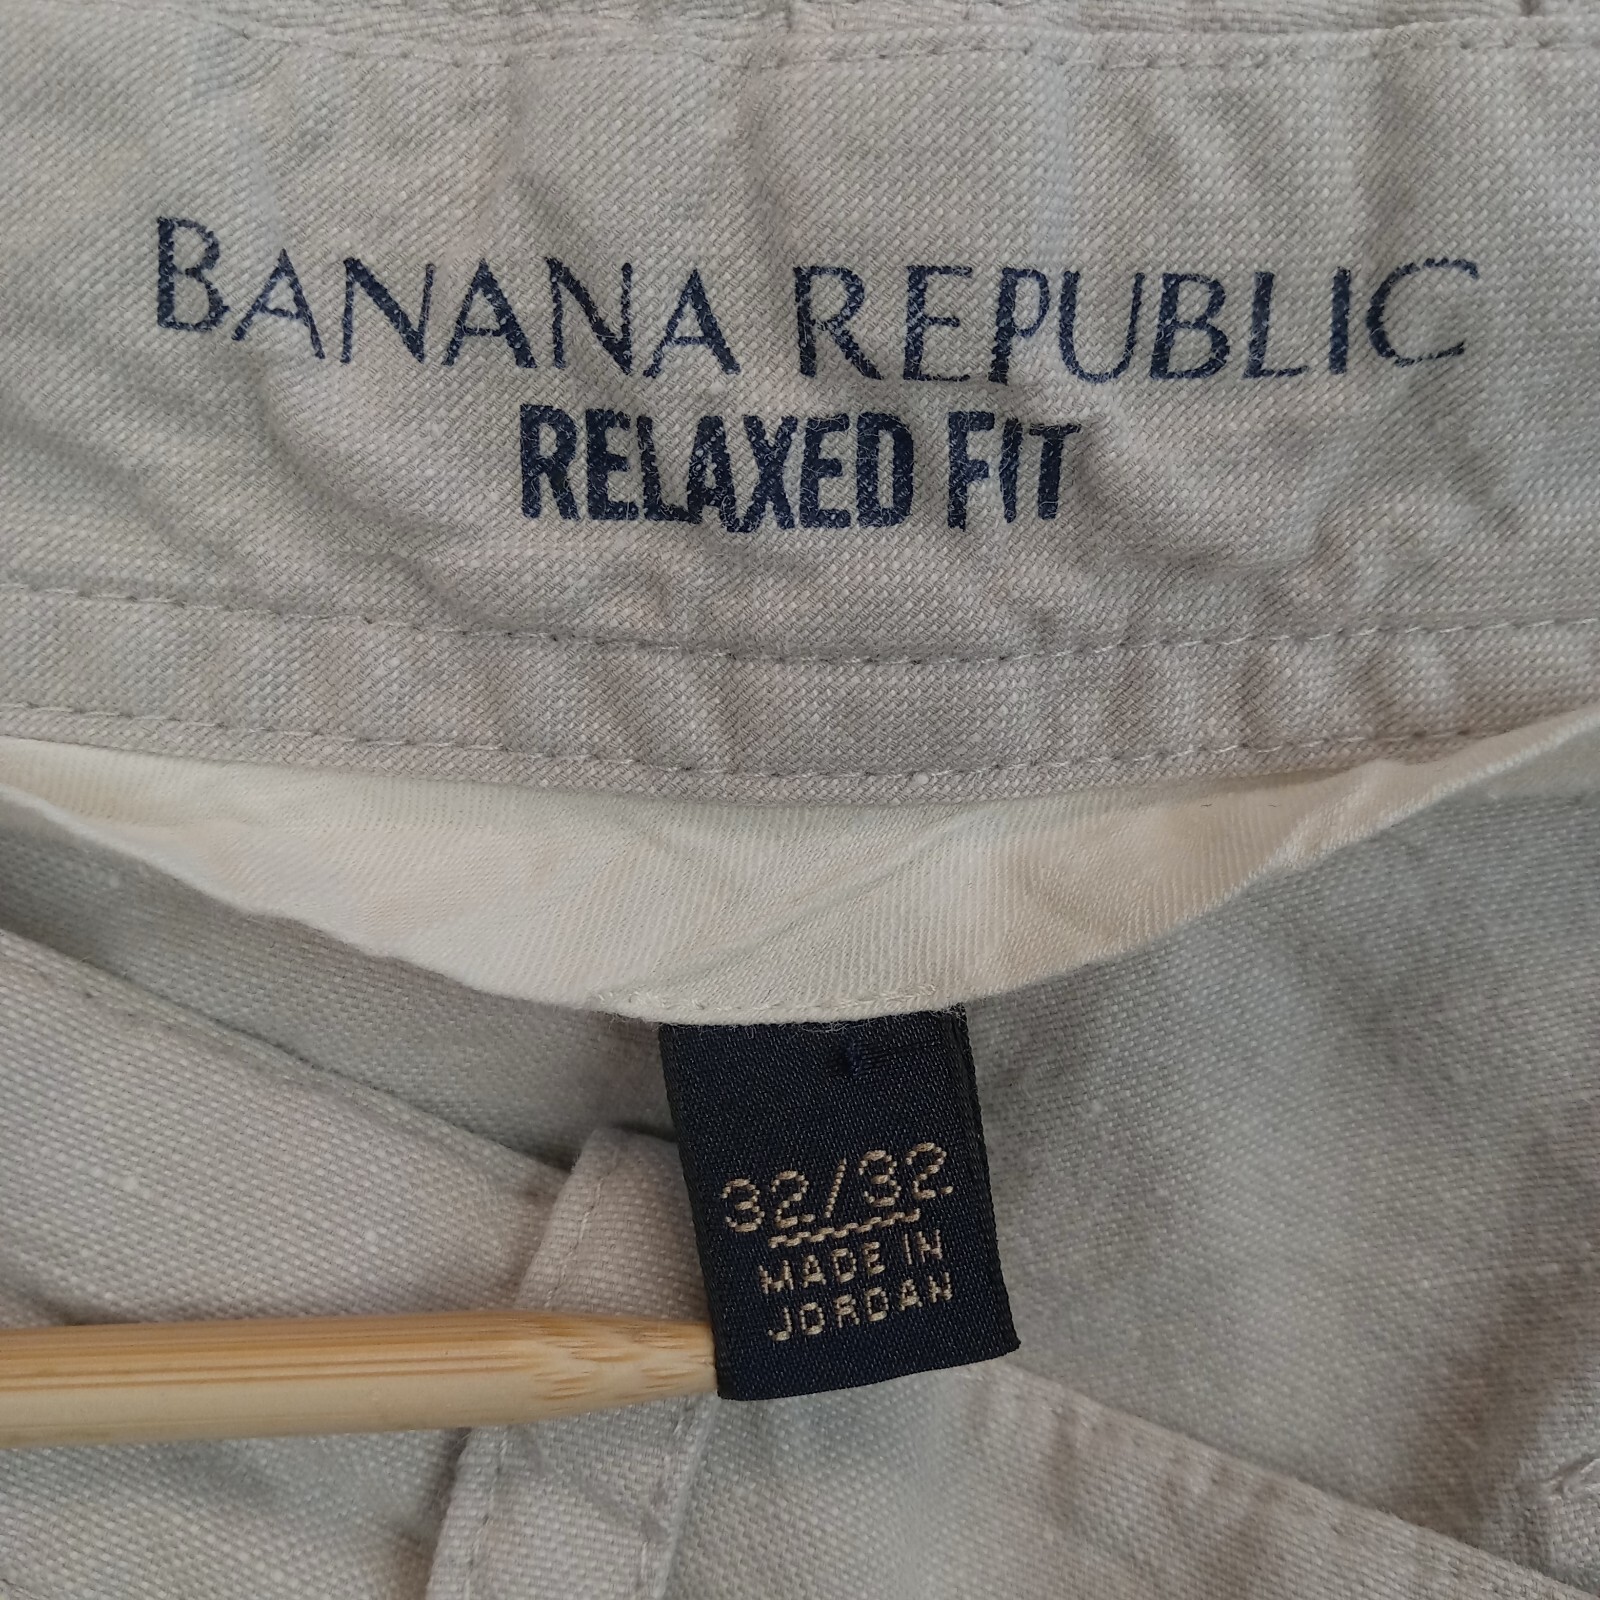 BANANA REPUBLIC
RELAXED FIT
32/32
MADE IN
JORDAN